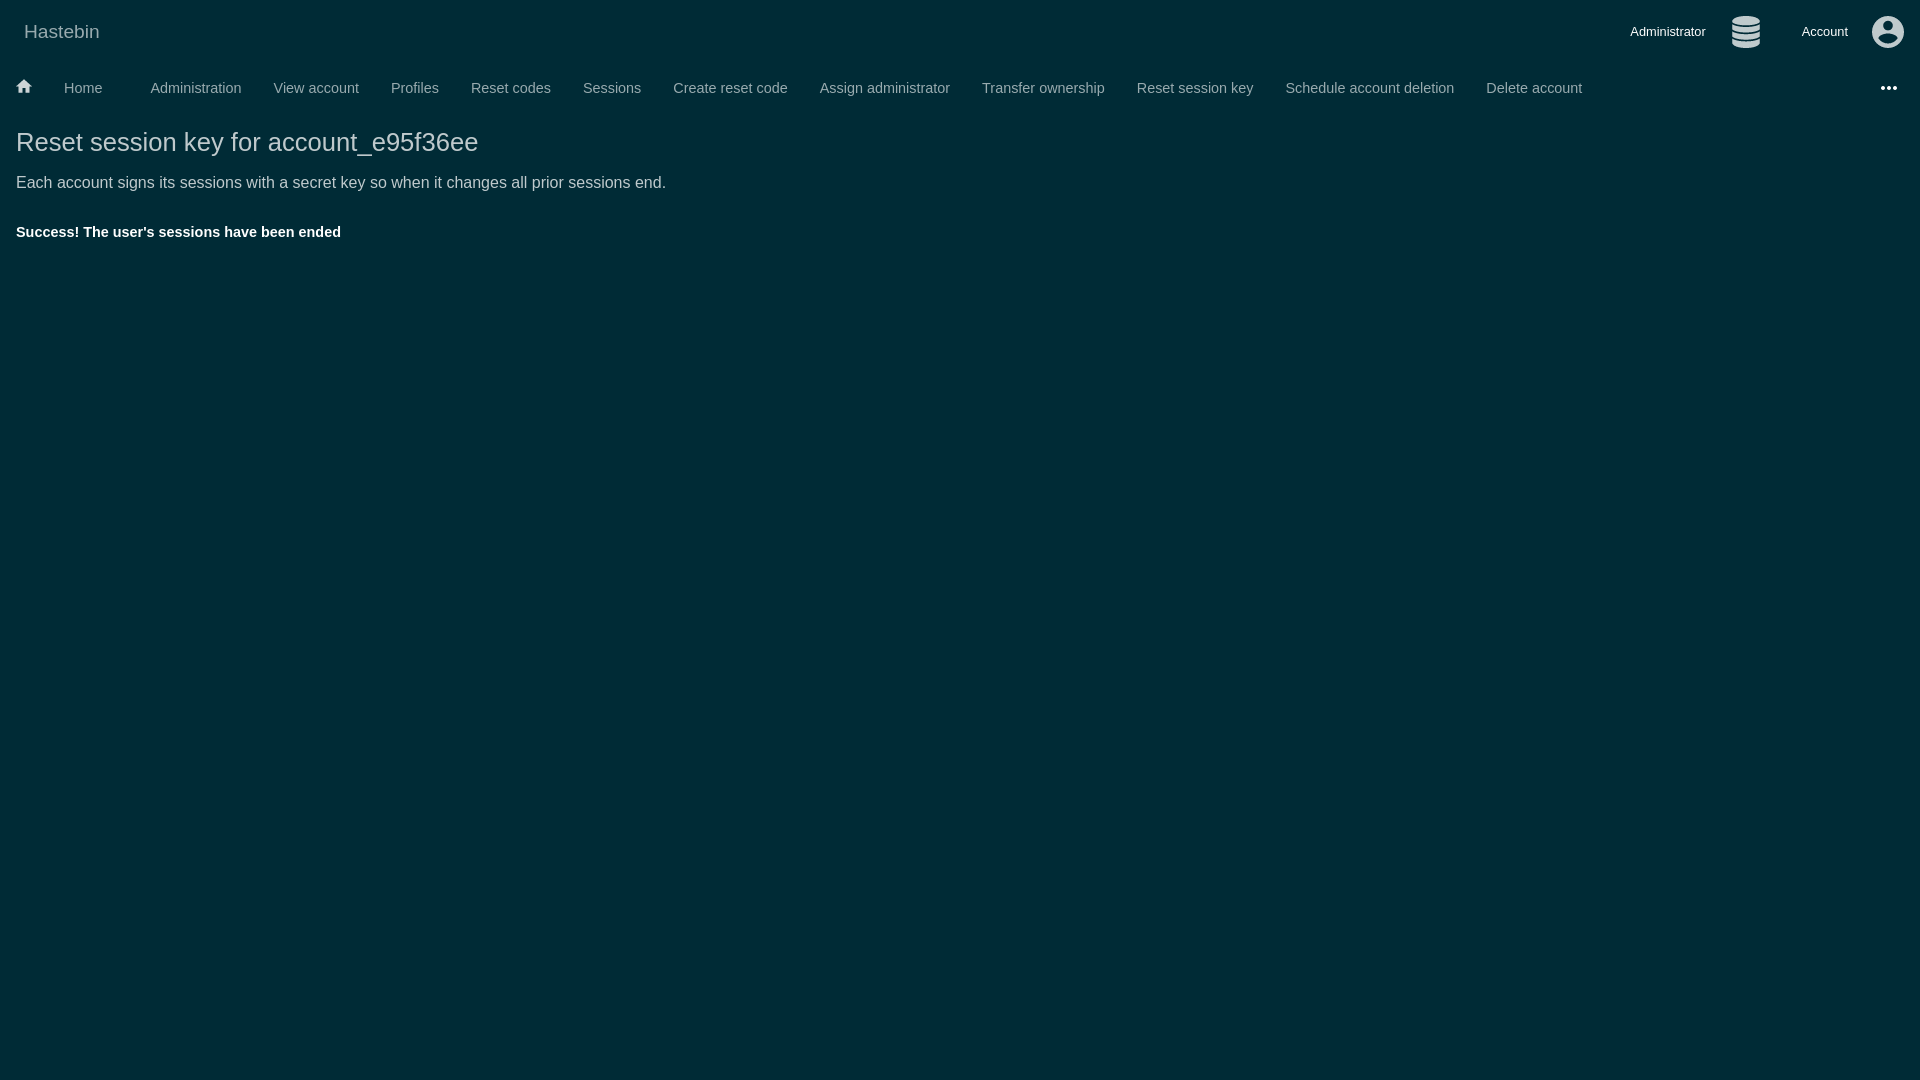 Hastebin
Administrator
Account
Home
Administration
View account
Profiles
Reset codes
Sessions
Create reset code
Assign administrator
Transfer ownership
Reset session key
Schedule account deletion
Delete account
Reset session key for account_e95f36ee
Each account signs its sessions with a secret key so when it changes all prior sessions end.
Success! The user's sessions have been ended